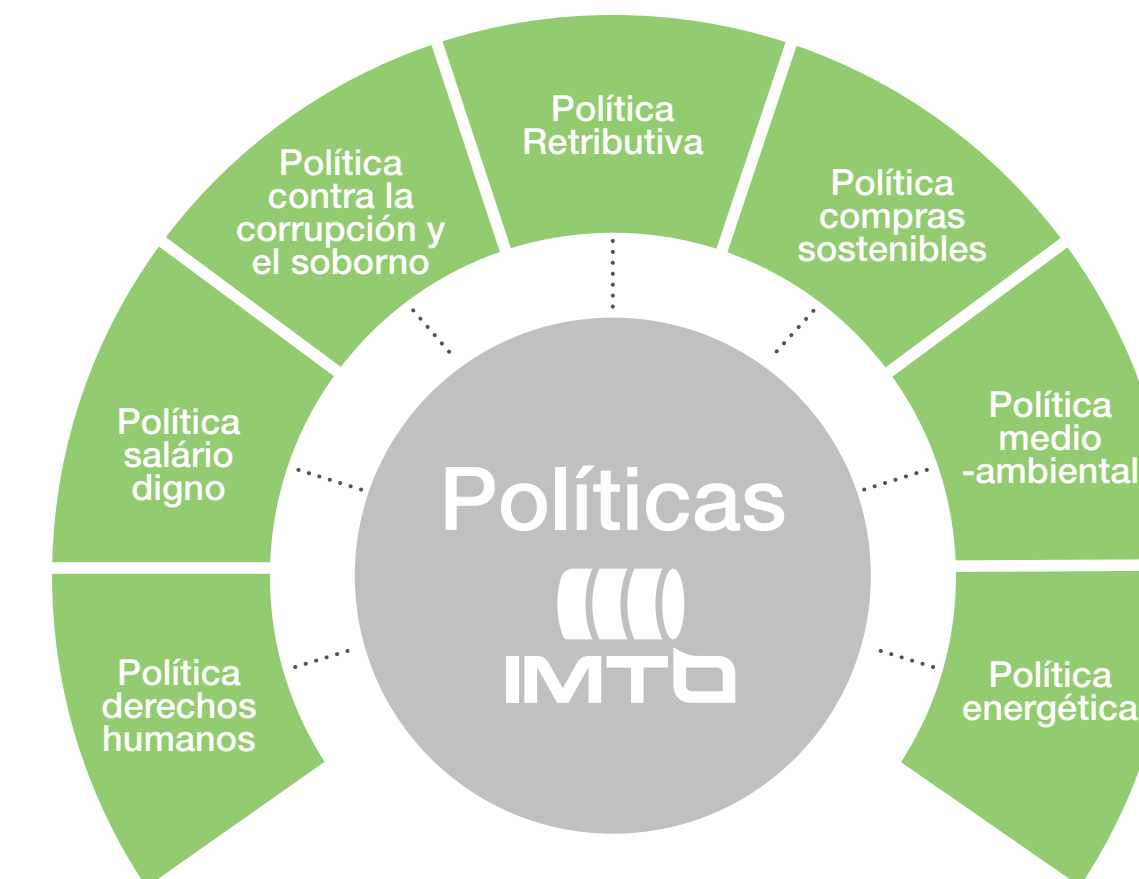 Política
Retributiva
Política
contra la
corrupción y
el soborno
Política
compras
sostenibles
Política
salário
digno
Política
medio
-ambiental
Políticas
IMTO
Política
derechos
humanos
Política
energética